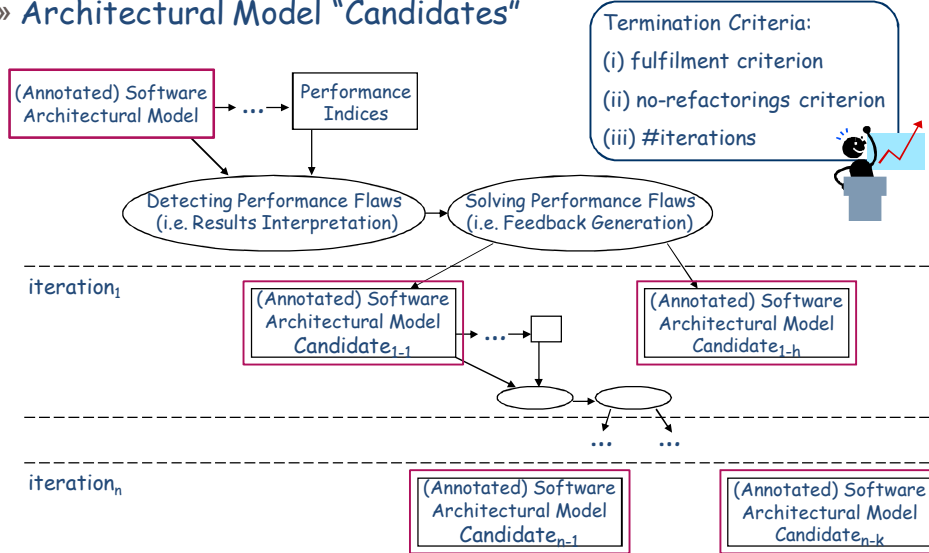 » Architectural Model “Candidates”
Termination Criteria:
(i) fulfilment criterion
(ii) no-refactorings criterion
(iii) #iterations
(Annotated) Software
Architectural Model
...
Performance
Indices
Detecting Performance Flaws
(i.e. Results Interpretation)
Solving Performance Flaws
(i.e. Feedback Generation)
iteration1
(Annotated) Software
Architectural Model
Candidate1-1
...
(Annotated) Software
Architectural Model
Candidate1-h
... ...
iterationn
(Annotated) Software
Architectural Model
Candidaten-1
(Annotated) Software
Architectural Model
Candidaten-k